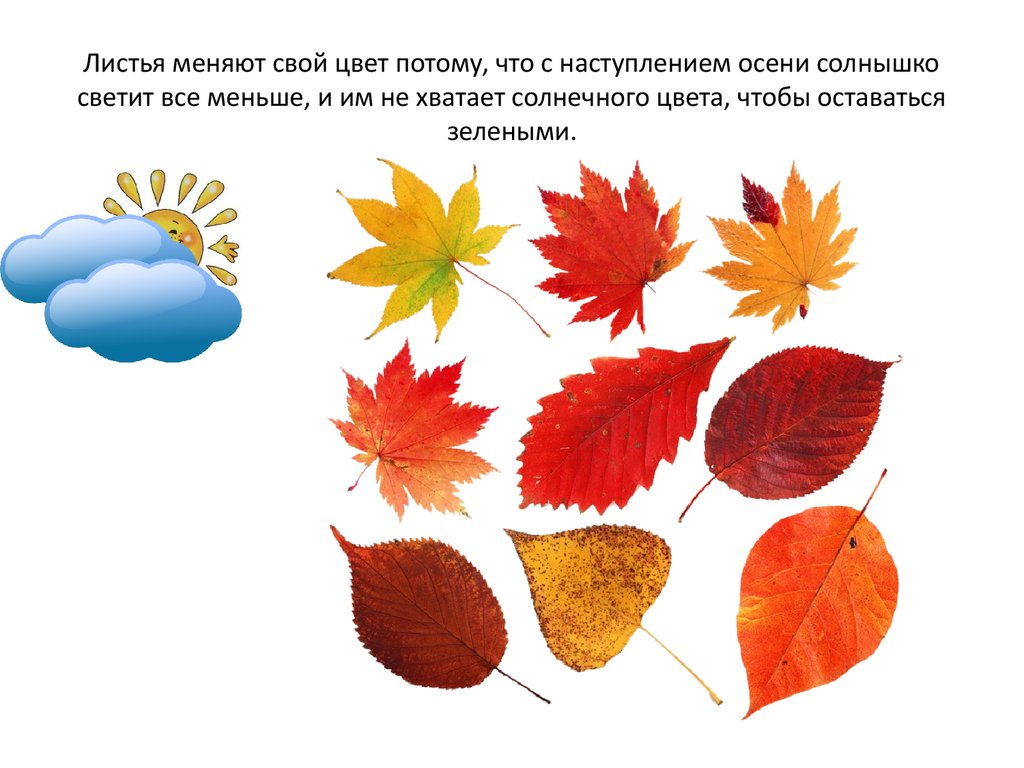 Листья меняют свой цвет потому, что с наступлением осени солнышко
светит все меньше, и им не хватает солнечного цвета, чтобы оставаться
зелеными.